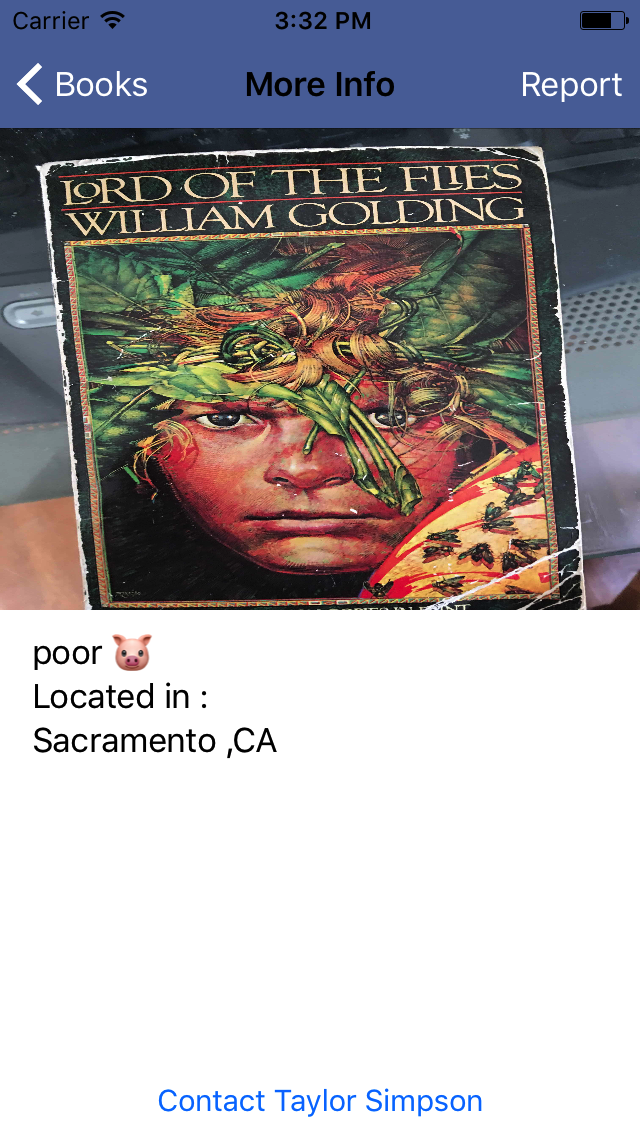 Carrier 3:32 PM
Books More Info Report
LORD OF THE FLIES
WILLIAM GOLDING
poor 🐷
Located in :
Sacramento ,CA
Contact Taylor Simpson